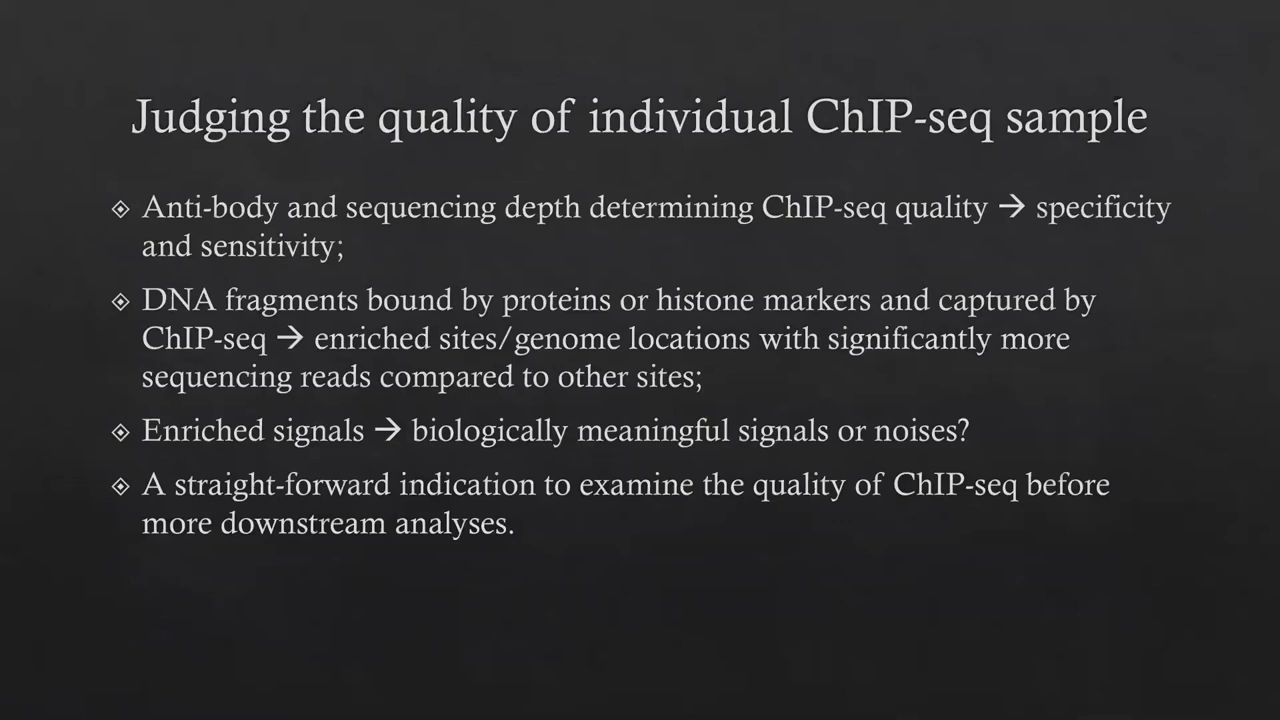 Judging the quality of individual ChIP-seq sample
Anti-body and sequencing depth determining ChIP-seq quality → specificity
and sensitivity;
DNA fragments bound by proteins or histone markers and captured by
ChIP-seq → enriched sites/genome locations with significantly more
sequencing reads compared to other sites;
Enriched signals → biologically meaningful signals or noises?
A straight-forward indication to examine the quality of ChIP-seq before
more downstream analyses.